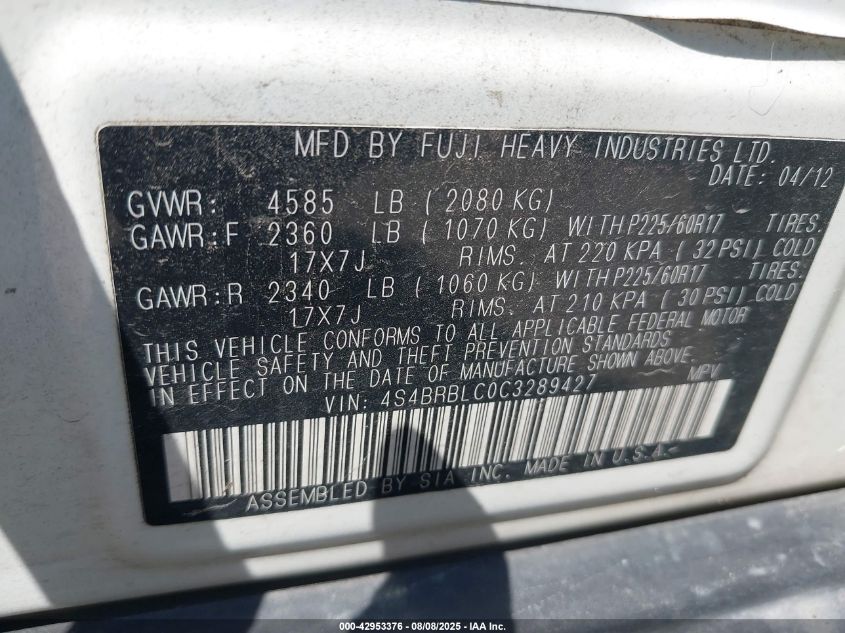 MFD BY FUJI HEAVY INDUSTRIES LTD.
DATE: 04/12
GVWR: 4585 LB ( 2080 KG)
GAWR:F 2360 LB ( 1070 KG) WITH P225/60R17 TIRES.
17X7J RIMS. AT 220 KPA ( 32 PSI) COLD
GAWR:R 2340 LB ( 1060 KG) WITH P225/60R17 TIRES.
17X7J RIMS. AT 210 KPA ( 30 PSI) COLD
THIS VEHICLE CONFORMS TO ALL APPLICABLE FEDERAL MOTOR
VEHICLE SAFETY AND THEFT PREVENTION STANDARDS
IN EFFECT ON THE DATE OF MANUFACTURE SHOWN ABOVE.
VIN: 4S4BRBLC0C3289427 MPV
ASSEMBLED BY SIA INC. MADE IN U.S.A.
000-42953376 - 08/08/2025 - IAA Inc.